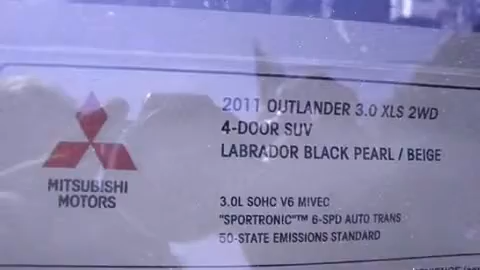 2011 OUTLANDER 3.0 XLS 2WD
4-DOOR SUV
LABRADOR BLACK PEARL / BEIGE
MITSUBISHI
MOTORS
3.0L SOHC V6 MIVEC
"SPORTRONIC"™ 6-SPD AUTO TRANS
50-STATE EMISSIONS STANDARD